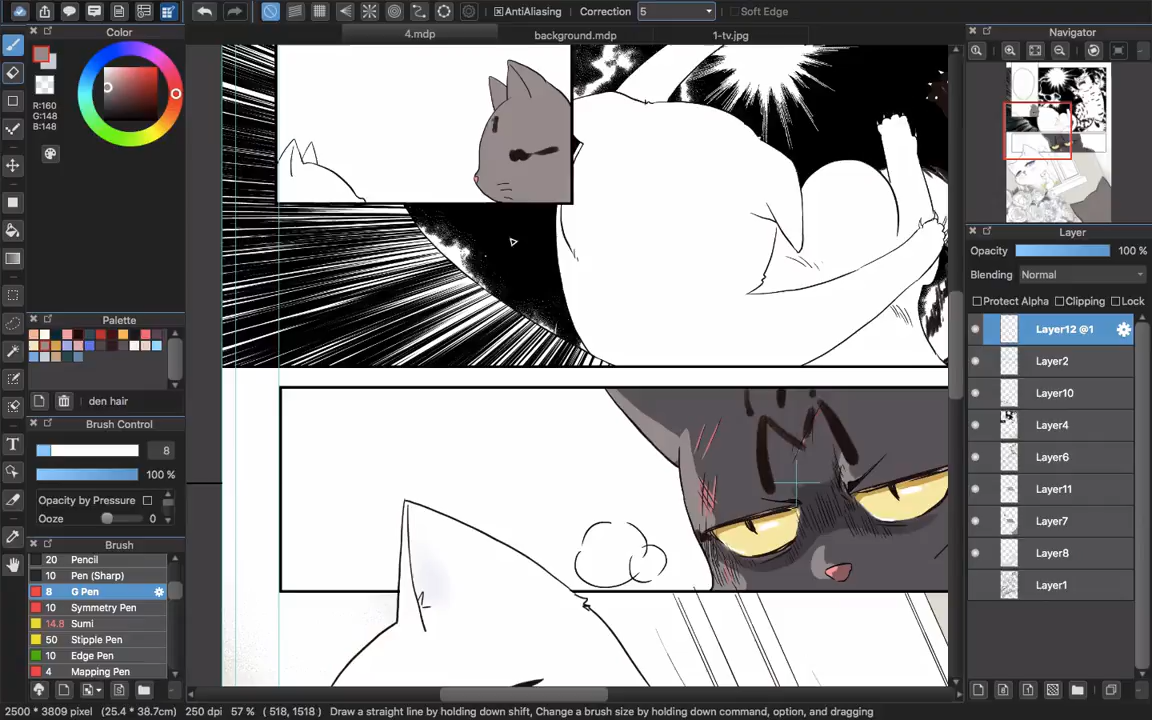 AntiAliasing Correction 5 Soft Edge
Color
4.mdp background.mdp 1-tv.jpg
Navigator
R:160
G:148
B:148
Layer
Opacity 100 %
Blending Normal
Protect Alpha Clipping Lock
Layer12 @1
Layer2
Layer10
Layer4
Layer6
Layer11
Layer7
Layer8
Layer1
Palette
den hair
Brush Control
8
100 %
Opacity by Pressure
Ooze 0
Brush
20 Pencil
10 Pen (Sharp)
8 G Pen
10 Symmetry Pen
14.8 Sumi
50 Stipple Pen
10 Edge Pen
4 Mapping Pen
2500 * 3809 pixel (25.4 * 38.7cm) 250 dpi 57 % ( 518, 1518 ) Draw a straight line by holding down shift, Change a brush size by holding down command, option, and dragging